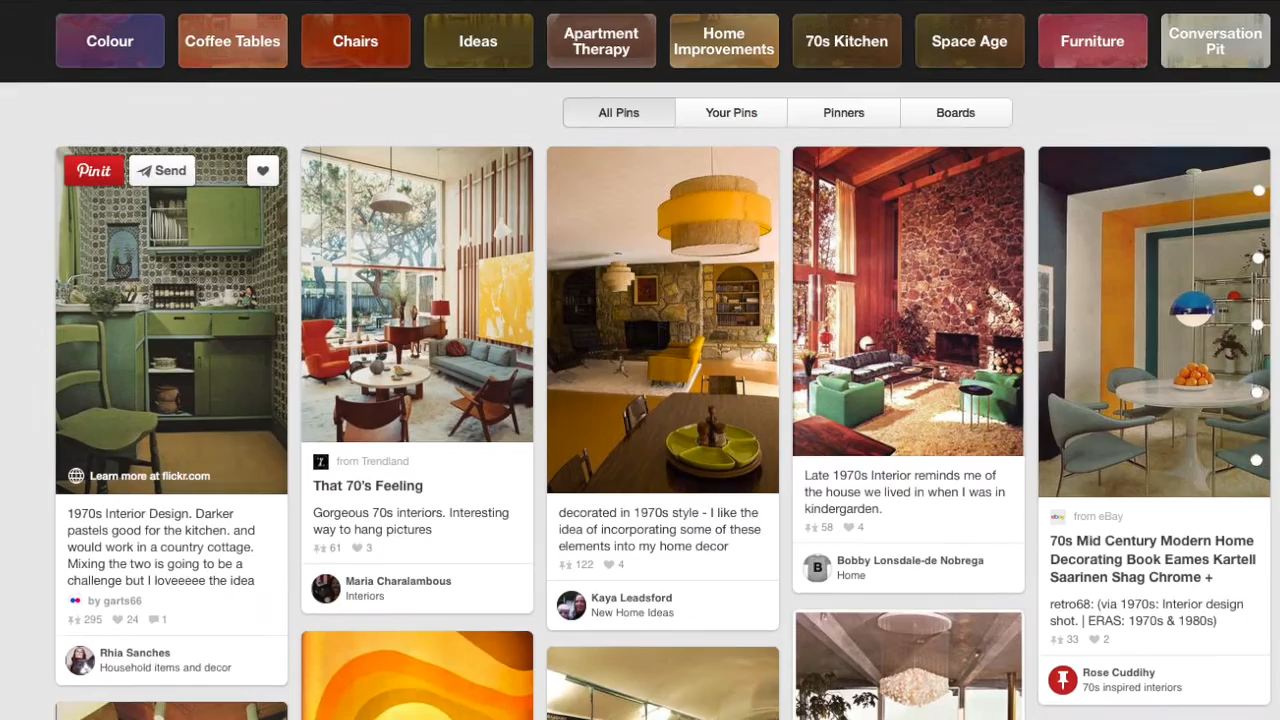 Colour
Coffee Tables
Chairs
Ideas
Apartment
Therapy
Home
Improvements
70s Kitchen
Space Age
Furniture
Conversation
Pit
All Pins
Your Pins
Pinners
Boards
Pinit
Send
Learn more at flickr.com
1970s Interior Design. Darker
pastels good for the kitchen. and
would work in a country cottage.
Mixing the two is going to be a
challenge but I loveeeee the idea
by garts66
295 24 1
Rhia Sanches
Household items and decor
from Trendland
That 70's Feeling
Gorgeous 70s interiors. Interesting
way to hang pictures
61 3
Maria Charalambous
Interiors
decorated in 1970s style - I like the
idea of incorporating some of these
elements into my home decor
122 4
Kaya Leadsford
New Home Ideas
Late 1970s Interior reminds me of
the house we lived in when I was in
kindergarden.
58 4
B
Bobby Lonsdale-de Nobrega
Home
ebay
from eBay
70s Mid Century Modern Home
Decorating Book Eames Kartell
Saarinen Shag Chrome +
retro68: (via 1970s: Interior design
shot. | ERAS: 1970s & 1980s)
33 2
Rose Cuddihy
70s inspired interiors